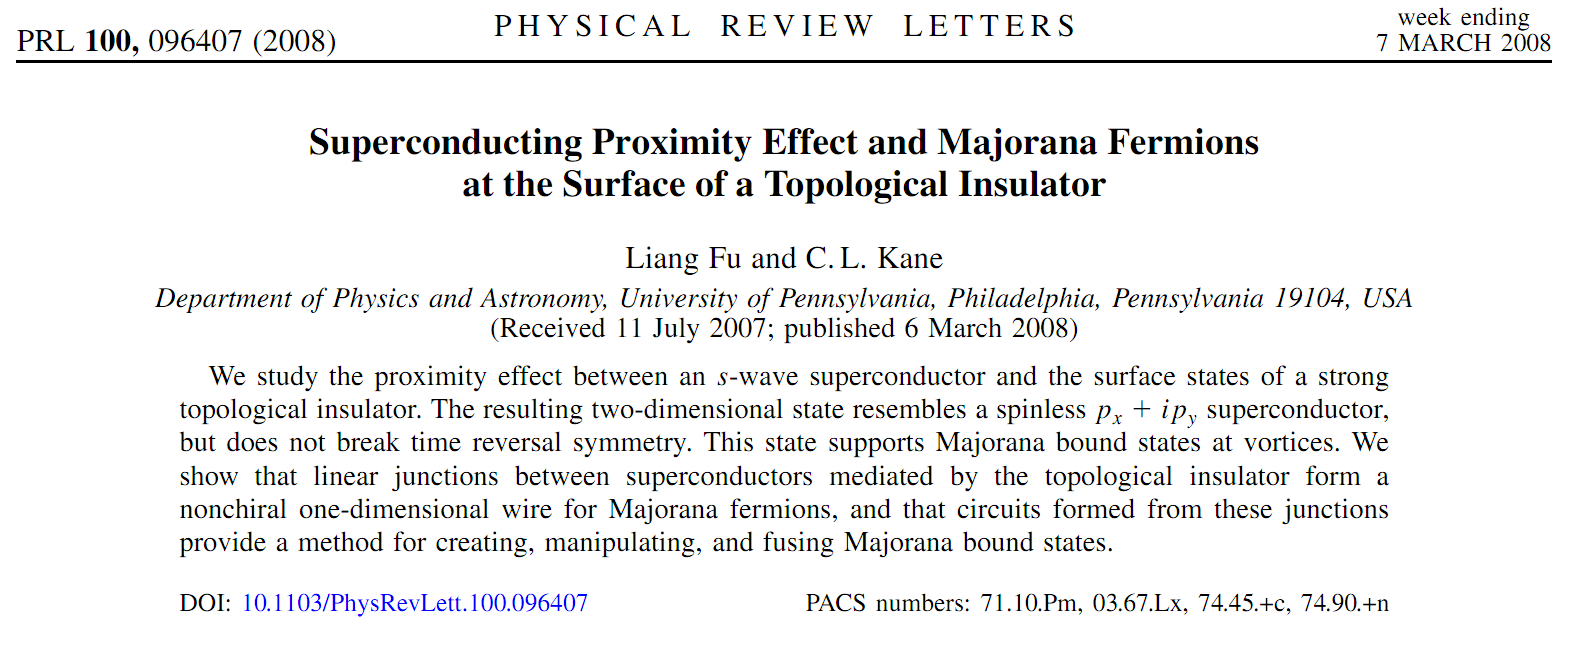 PRL 100, 096407 (2008)
PHYSICAL REVIEW LETTERS
week ending
7 MARCH 2008
Superconducting Proximity Effect and Majorana Fermions
at the Surface of a Topological Insulator
Liang Fu and C. L. Kane
Department of Physics and Astronomy, University of Pennsylvania, Philadelphia, Pennsylvania 19104, USA
(Received 11 July 2007; published 6 March 2008)
We study the proximity effect between an s-wave superconductor and the surface states of a strong
topological insulator. The resulting two-dimensional state resembles a spinless pₓ + ipᵧ superconductor,
but does not break time reversal symmetry. This state supports Majorana bound states at vortices. We
show that linear junctions between superconductors mediated by the topological insulator form a
nonchiral one-dimensional wire for Majorana fermions, and that circuits formed from these junctions
provide a method for creating, manipulating, and fusing Majorana bound states.
DOI: 10.1103/PhysRevLett.100.096407
PACS numbers: 71.10.Pm, 03.67.Lx, 74.45.+c, 74.90.+n